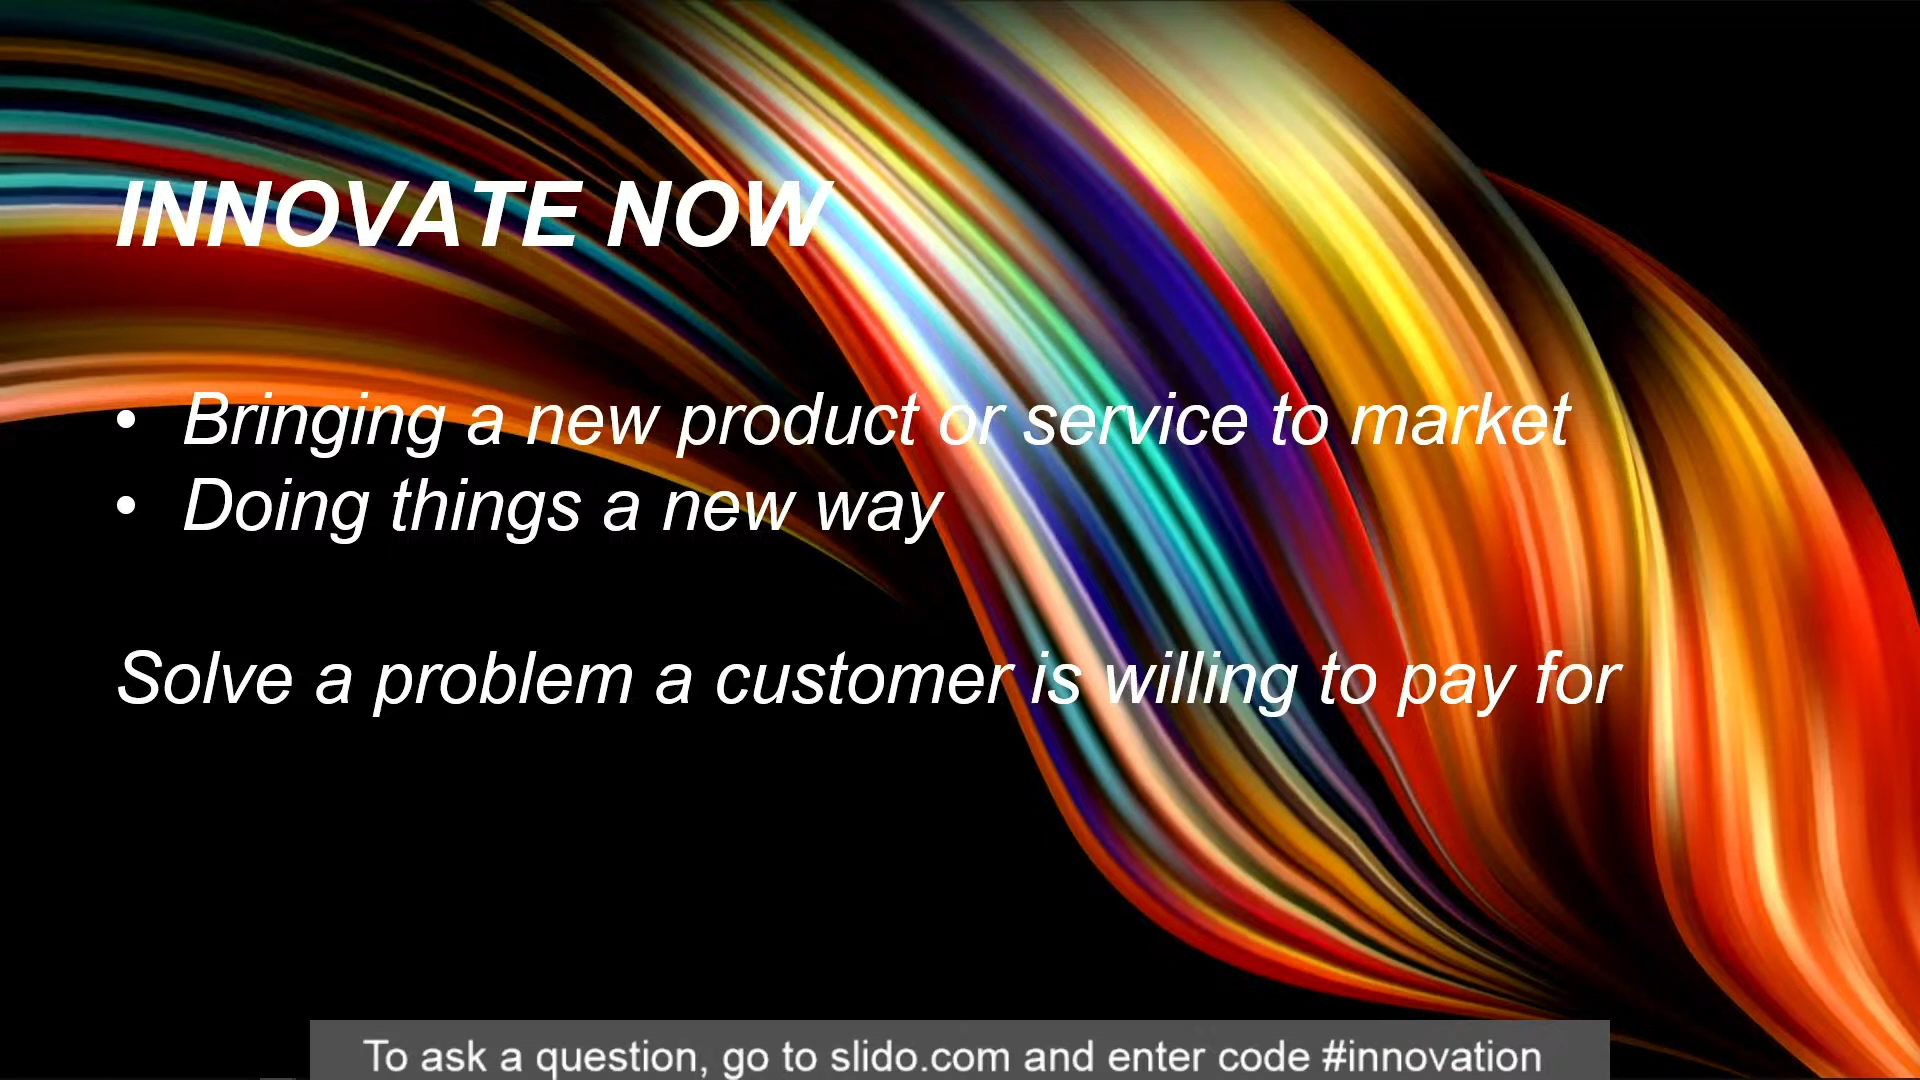 INNOVATE NOW
• Bringing a new product or service to market
• Doing things a new way
Solve a problem a customer is willing to pay for
To ask a question, go to slido.com and enter code #innovation